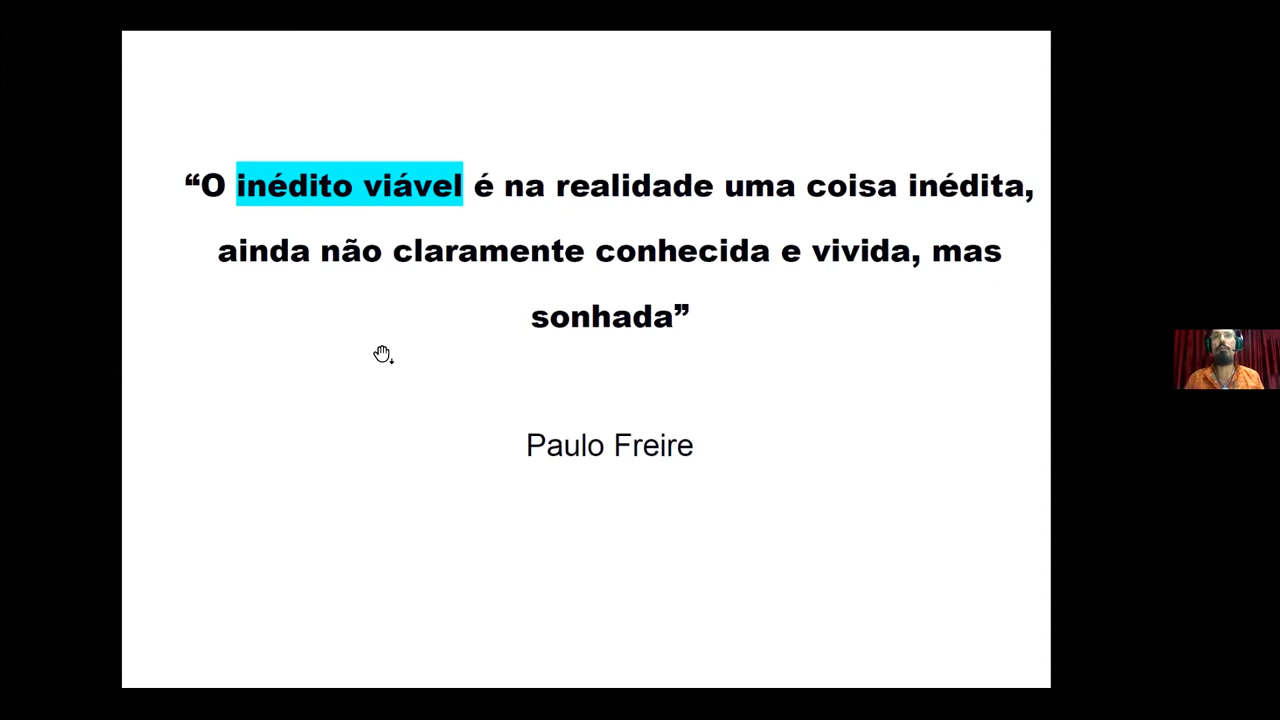 “O inédito viável é na realidade uma coisa inédita,
ainda não claramente conhecida e vivida, mas
sonhada”
Paulo Freire